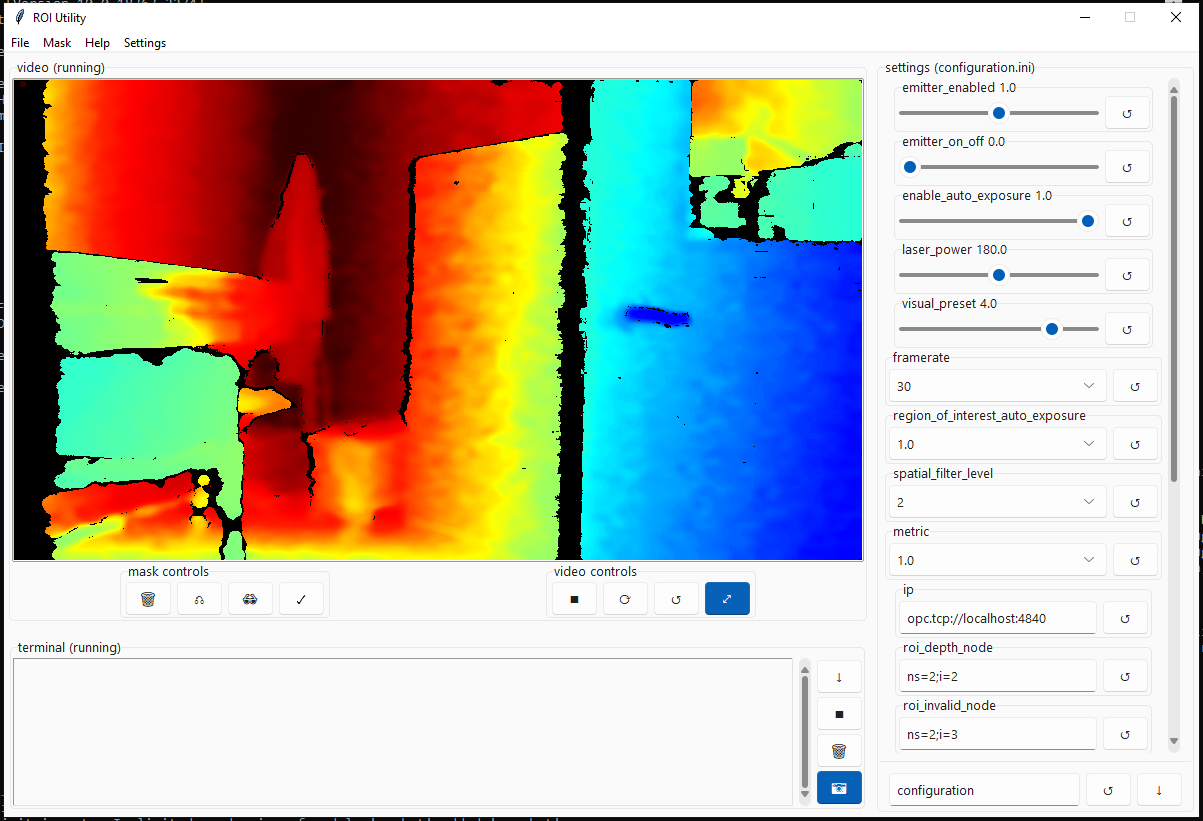 ROI Utility
File Mask Help Settings
video (running)
settings (configuration.ini)
emitter_enabled 1.0
emitter_on_off 0.0
enable_auto_exposure 1.0
laser_power 180.0
visual_preset 4.0
framerate
30
region_of_interest_auto_exposure
1.0
spatial_filter_level
2
metric
1.0
ip
opc.tcp://localhost:4840
roi_depth_node
ns=2;i=2
roi_invalid_node
ns=2;i=3
configuration
mask controls
video controls
terminal (running)